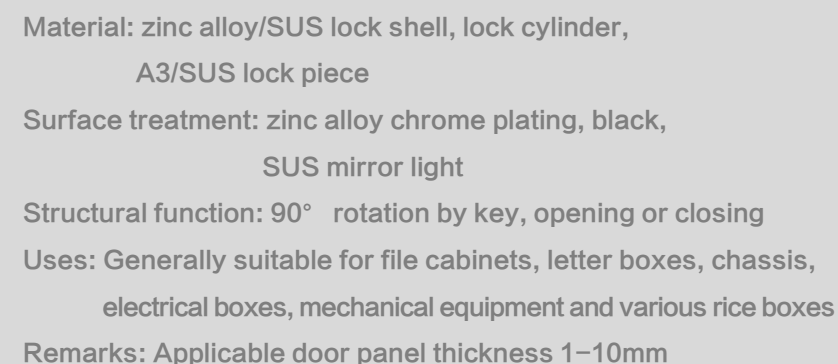 Material: zinc alloy/SUS lock shell, lock cylinder,
A3/SUS lock piece
Surface treatment: zinc alloy chrome plating, black,
SUS mirror light
Structural function: 90° rotation by key, opening or closing
Uses: Generally suitable for file cabinets, letter boxes, chassis,
electrical boxes, mechanical equipment and various rice boxes
Remarks: Applicable door panel thickness 1-10mm